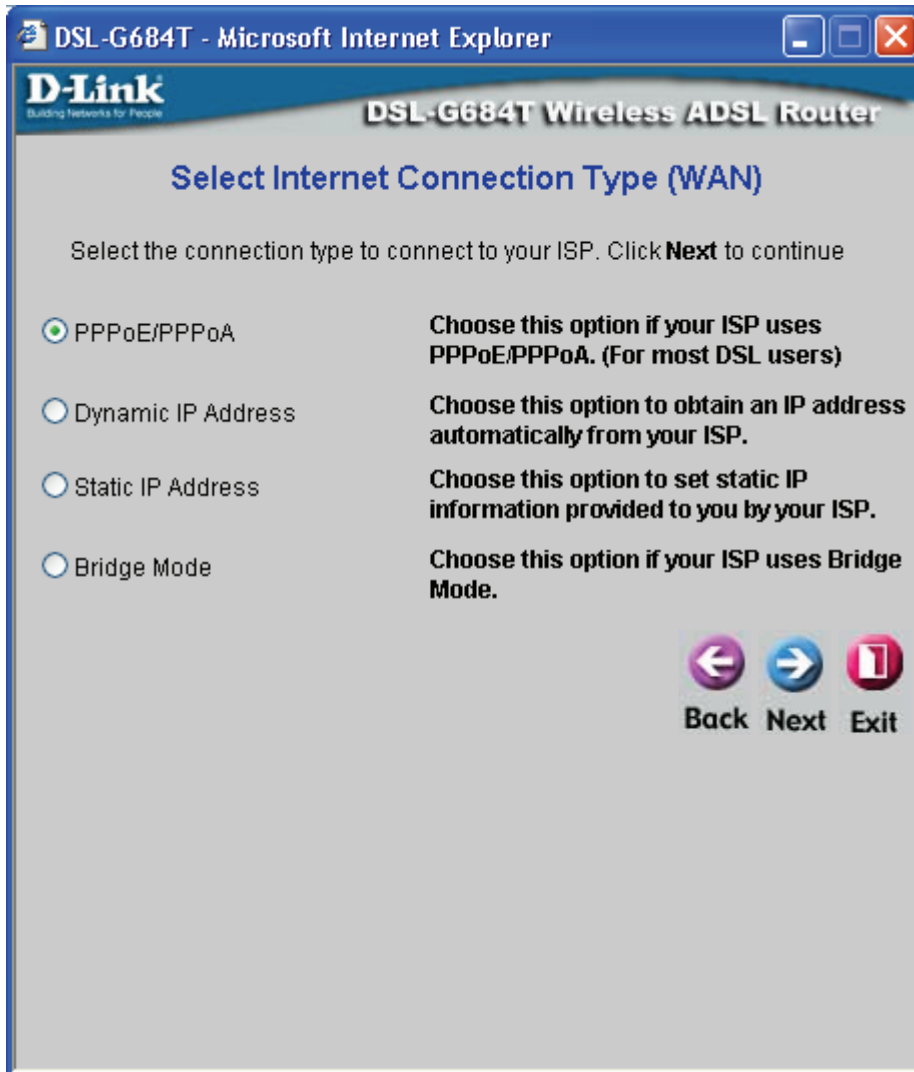 DSL-G684T - Microsoft Internet Explorer
D-Link
Building Networks for People
DSL-G684T Wireless ADSL Router
Select Internet Connection Type (WAN)
Select the connection type to connect to your ISP. Click Next to continue
PPPoE/PPPoA
Choose this option if your ISP uses
PPPoE/PPPoA. (For most DSL users)
Dynamic IP Address
Choose this option to obtain an IP address
automatically from your ISP.
Static IP Address
Choose this option to set static IP
information provided to you by your ISP.
Bridge Mode
Choose this option if your ISP uses Bridge
Mode.
Back Next Exit